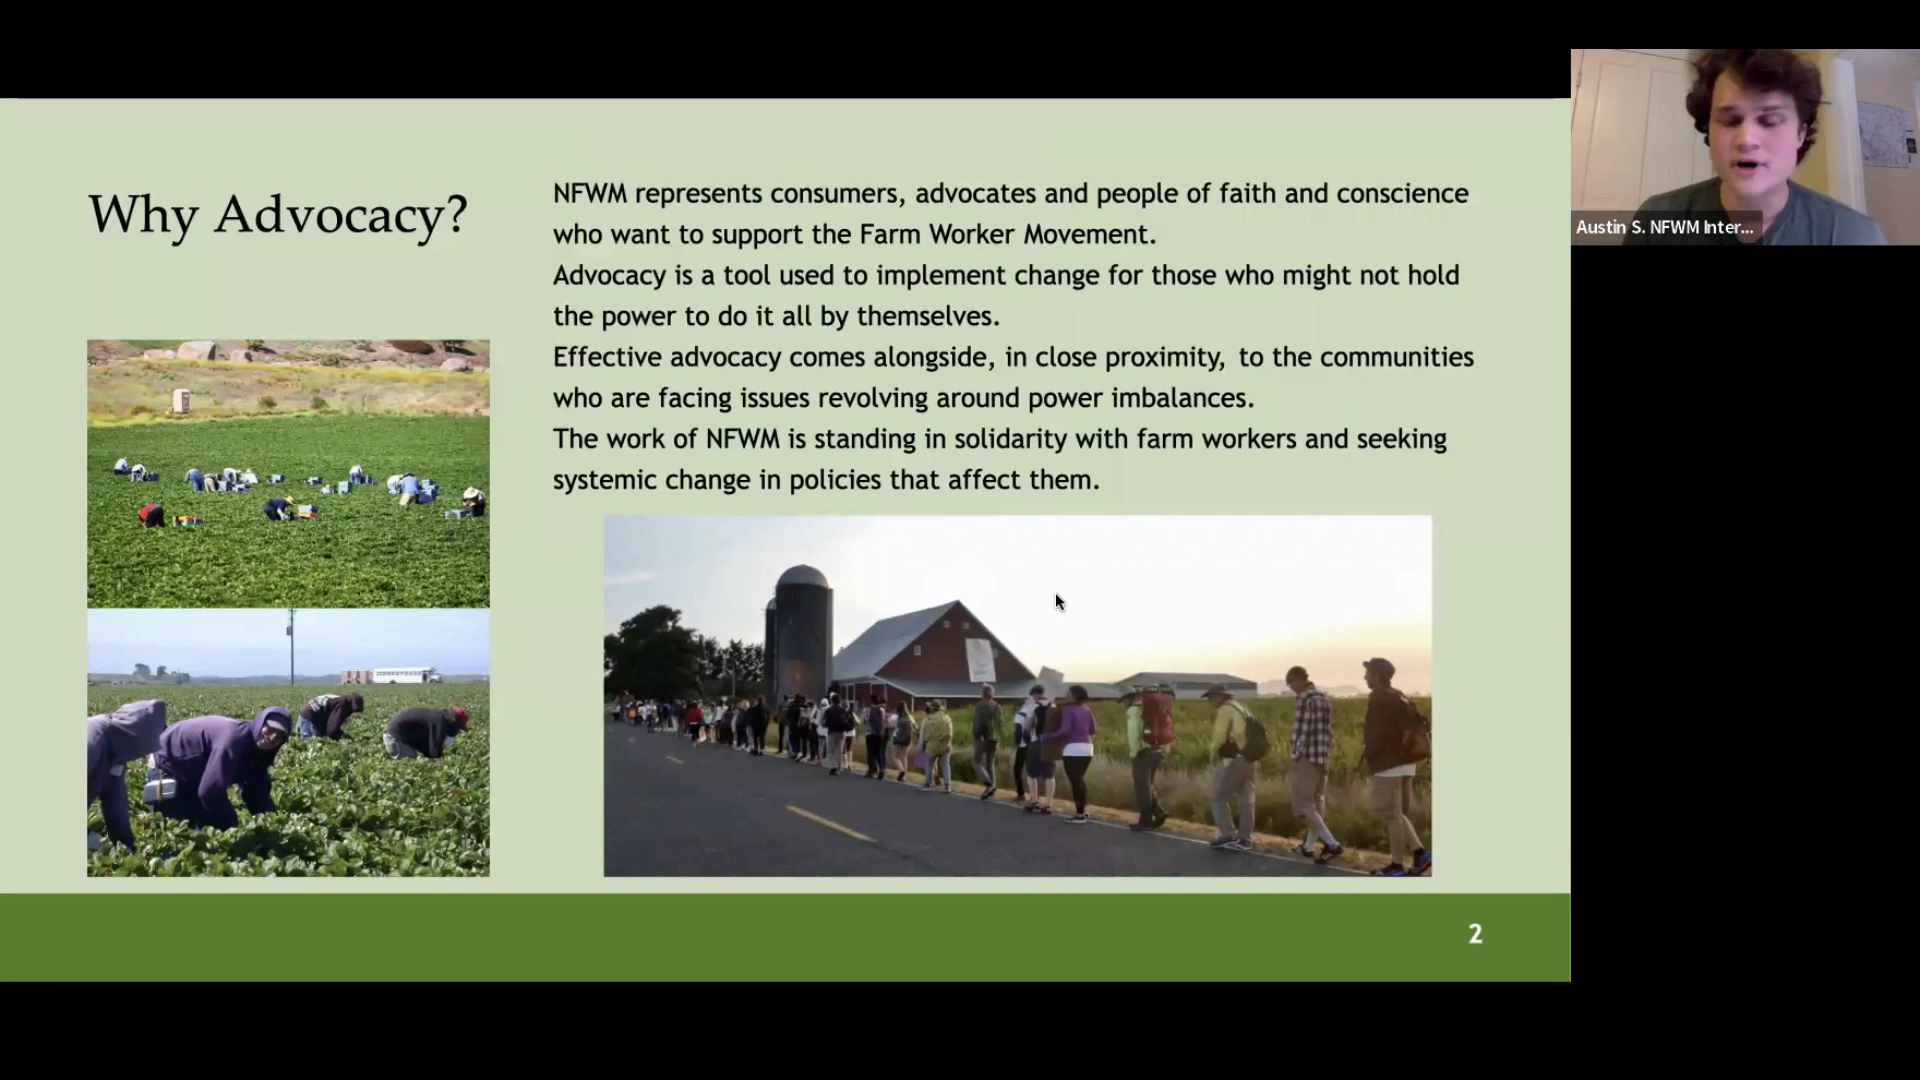 Why Advocacy?
NFWM represents consumers, advocates and people of faith and conscience
who want to support the Farm Worker Movement.
Advocacy is a tool used to implement change for those who might not hold
the power to do it all by themselves.
Effective advocacy comes alongside, in close proximity, to the communities
who are facing issues revolving around power imbalances.
The work of NFWM is standing in solidarity with farm workers and seeking
systemic change in policies that affect them.
2
Austin S. NFWM Inter...